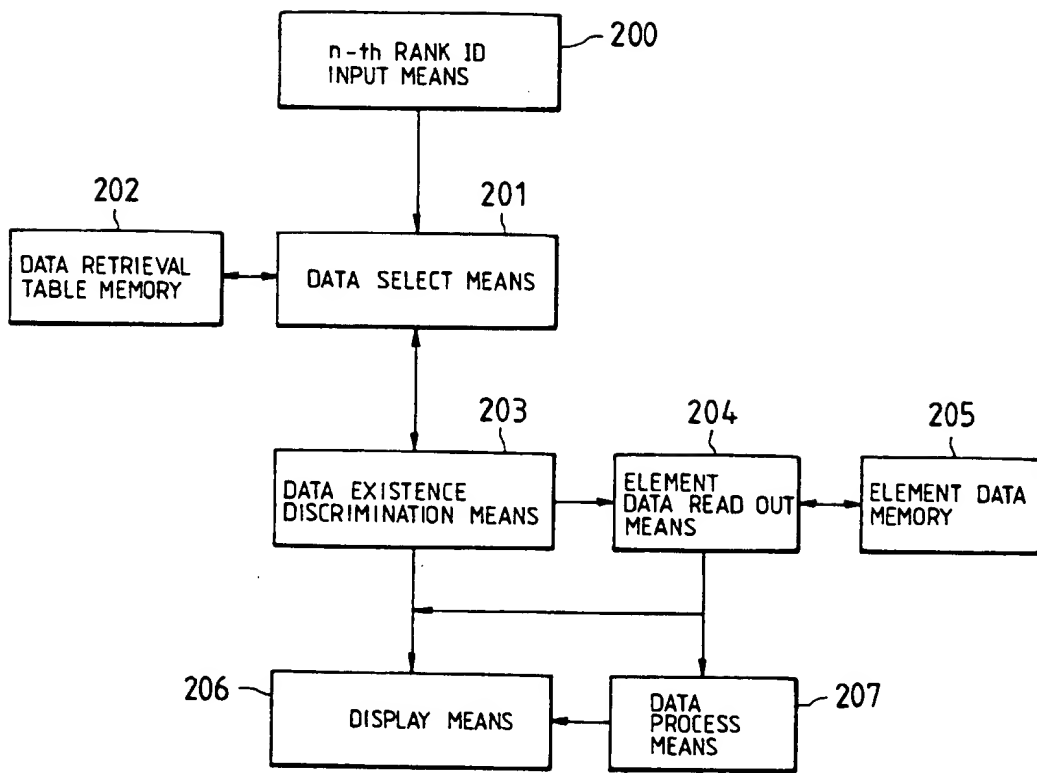 n-th RANK ID
INPUT MEANS
200
202
201
DATA RETRIEVAL
TABLE MEMORY
DATA SELECT MEANS
203
204
205
DATA EXISTENCE
DISCRIMINATION MEANS
ELEMENT
DATA READ OUT
MEANS
ELEMENT DATA
MEMORY
206
DISPLAY MEANS
DATA
PROCESS
MEANS
207